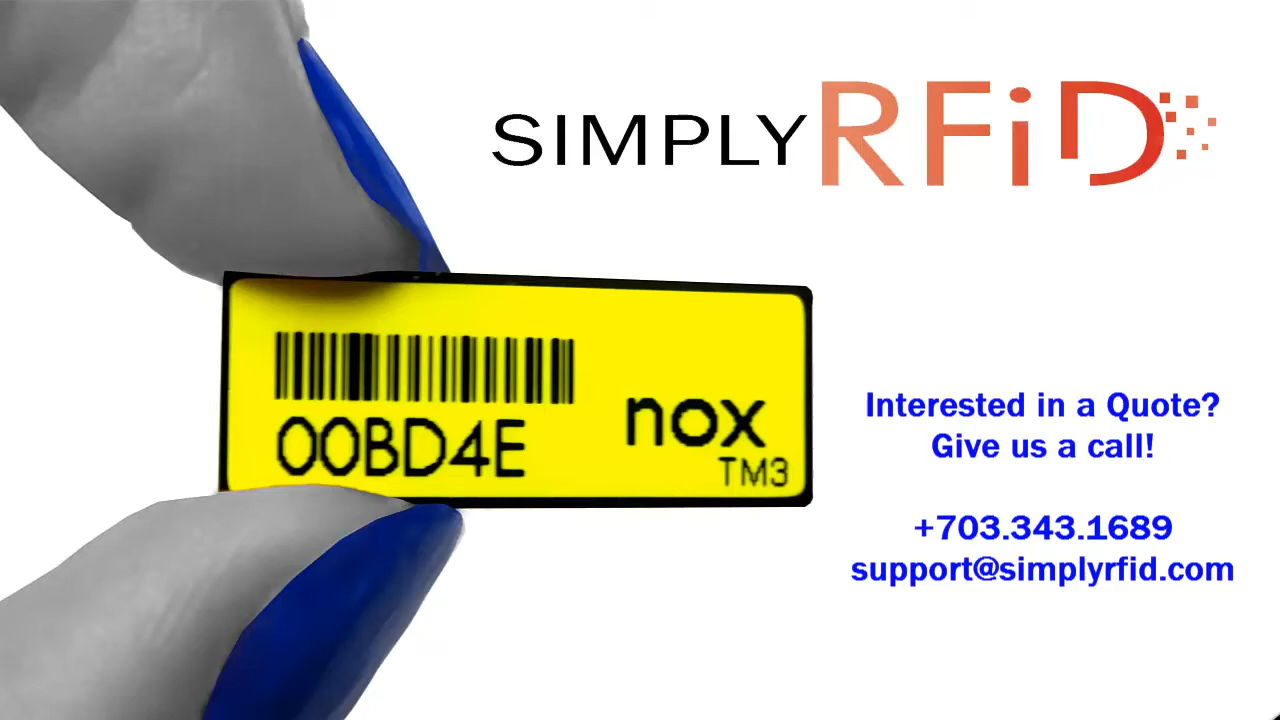 SIMPLYRFiD
00BD4E
nox
TM3
Interested in a Quote?
Give us a call!
+703.343.1689
support@simplyrfid.com